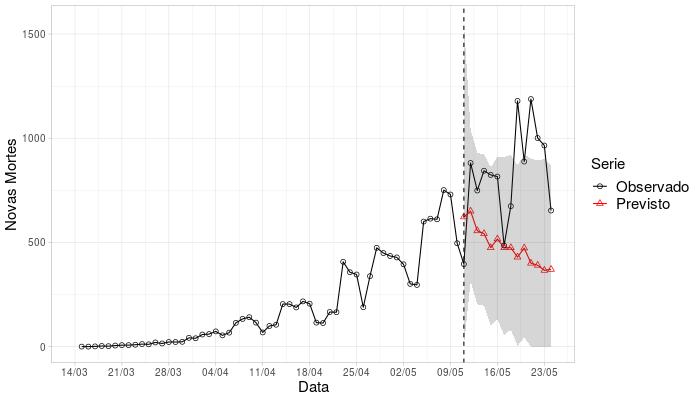 1500
1000
500
0
Novas Mortes
14/03 21/03 28/03 04/04 11/04 18/04 25/04 02/05 09/05 16/05 23/05
Data
Serie
Observado
Previsto